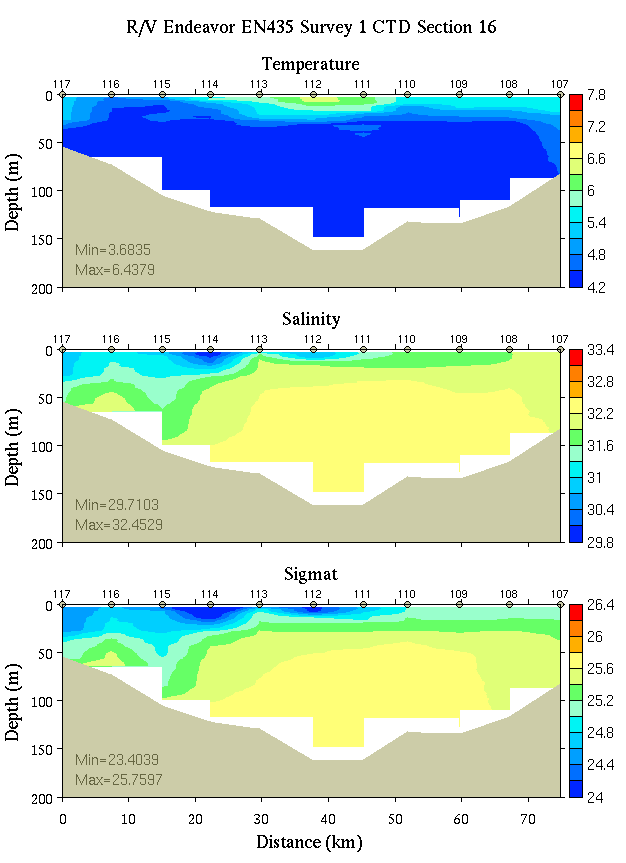 R/V Endeavor EN435 Survey 1 CTD Section 16
Temperature
117 116 115 114 113 112 111 110 109 108 107
0
50
100
150
200
Depth (m)
Min=3.6835
Max=6.4379
7.8
7.2
6.6
6
5.4
4.8
4.2
Salinity
117 116 115 114 113 112 111 110 109 108 107
0
50
100
150
200
Depth (m)
Min=29.7103
Max=32.4529
33.4
32.8
32.2
31.6
31
30.4
29.8
Sigmat
117 116 115 114 113 112 111 110 109 108 107
0
50
100
150
200
Depth (m)
Min=23.4039
Max=25.7597
26.4
26
25.6
25.2
24.8
24.4
24
0 10 20 30 40 50 60 70
Distance (km)